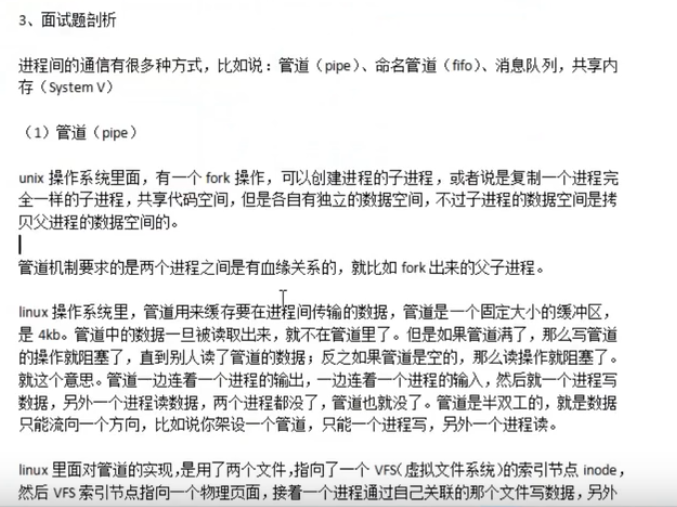 3、面试题剖析
进程间的通信有很多种方式，比如说：管道（pipe）、命名管道（fifo）、消息队列，共享内
存（System V）
（1）管道（pipe）
unix 操作系统里面，有一个 fork 操作，可以创建进程的子进程，或者说是复制一个进程完
全一样的子进程，共享代码空间，但是各自有独立的数据空间，不过子进程的数据空间是拷
贝父进程的数据空间的。
管道机制要求的是两个进程之间是有血缘关系的，就比如 fork 出来的父子进程。
linux 操作系统里，管道用来缓存要在进程间传输的数据，管道是一个固定大小的缓冲区，
是 4kb。管道中的数据一旦被读取出来，就不在管道里了。但是如果管道满了，那么写管道
的操作就阻塞了，直到别人读了管道的数据；反之如果管道是空的，那么读操作就阻塞了。
就这个意思。管道一边连着一个进程的输出，一边连着一个进程的输入，然后就一个进程写
数据，另外一个进程读数据，两个进程都没了，管道也就没了。管道是半双工的，就是数据
只能流向一个方向，比如说你架设一个管道，只能一个进程写，另外一个进程读。
linux 里面对管道的实现，是用了两个文件，指向了一个 VFS（虚拟文件系统）的索引节点 inode，
然后 VFS 索引节点指向一个物理页面，接着一个进程通过自己关联的那个文件写数据，另外